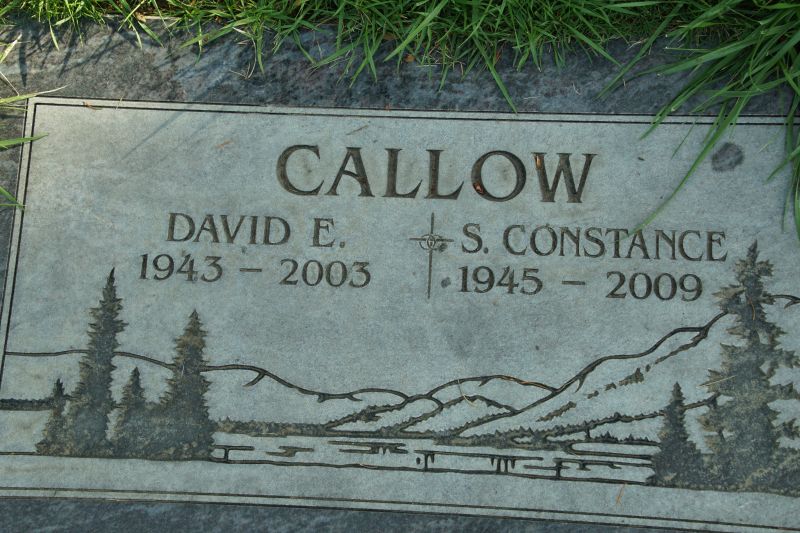 CALLOW
DAVID E. S. CONSTANCE
1943 – 2003 1945 – 2009